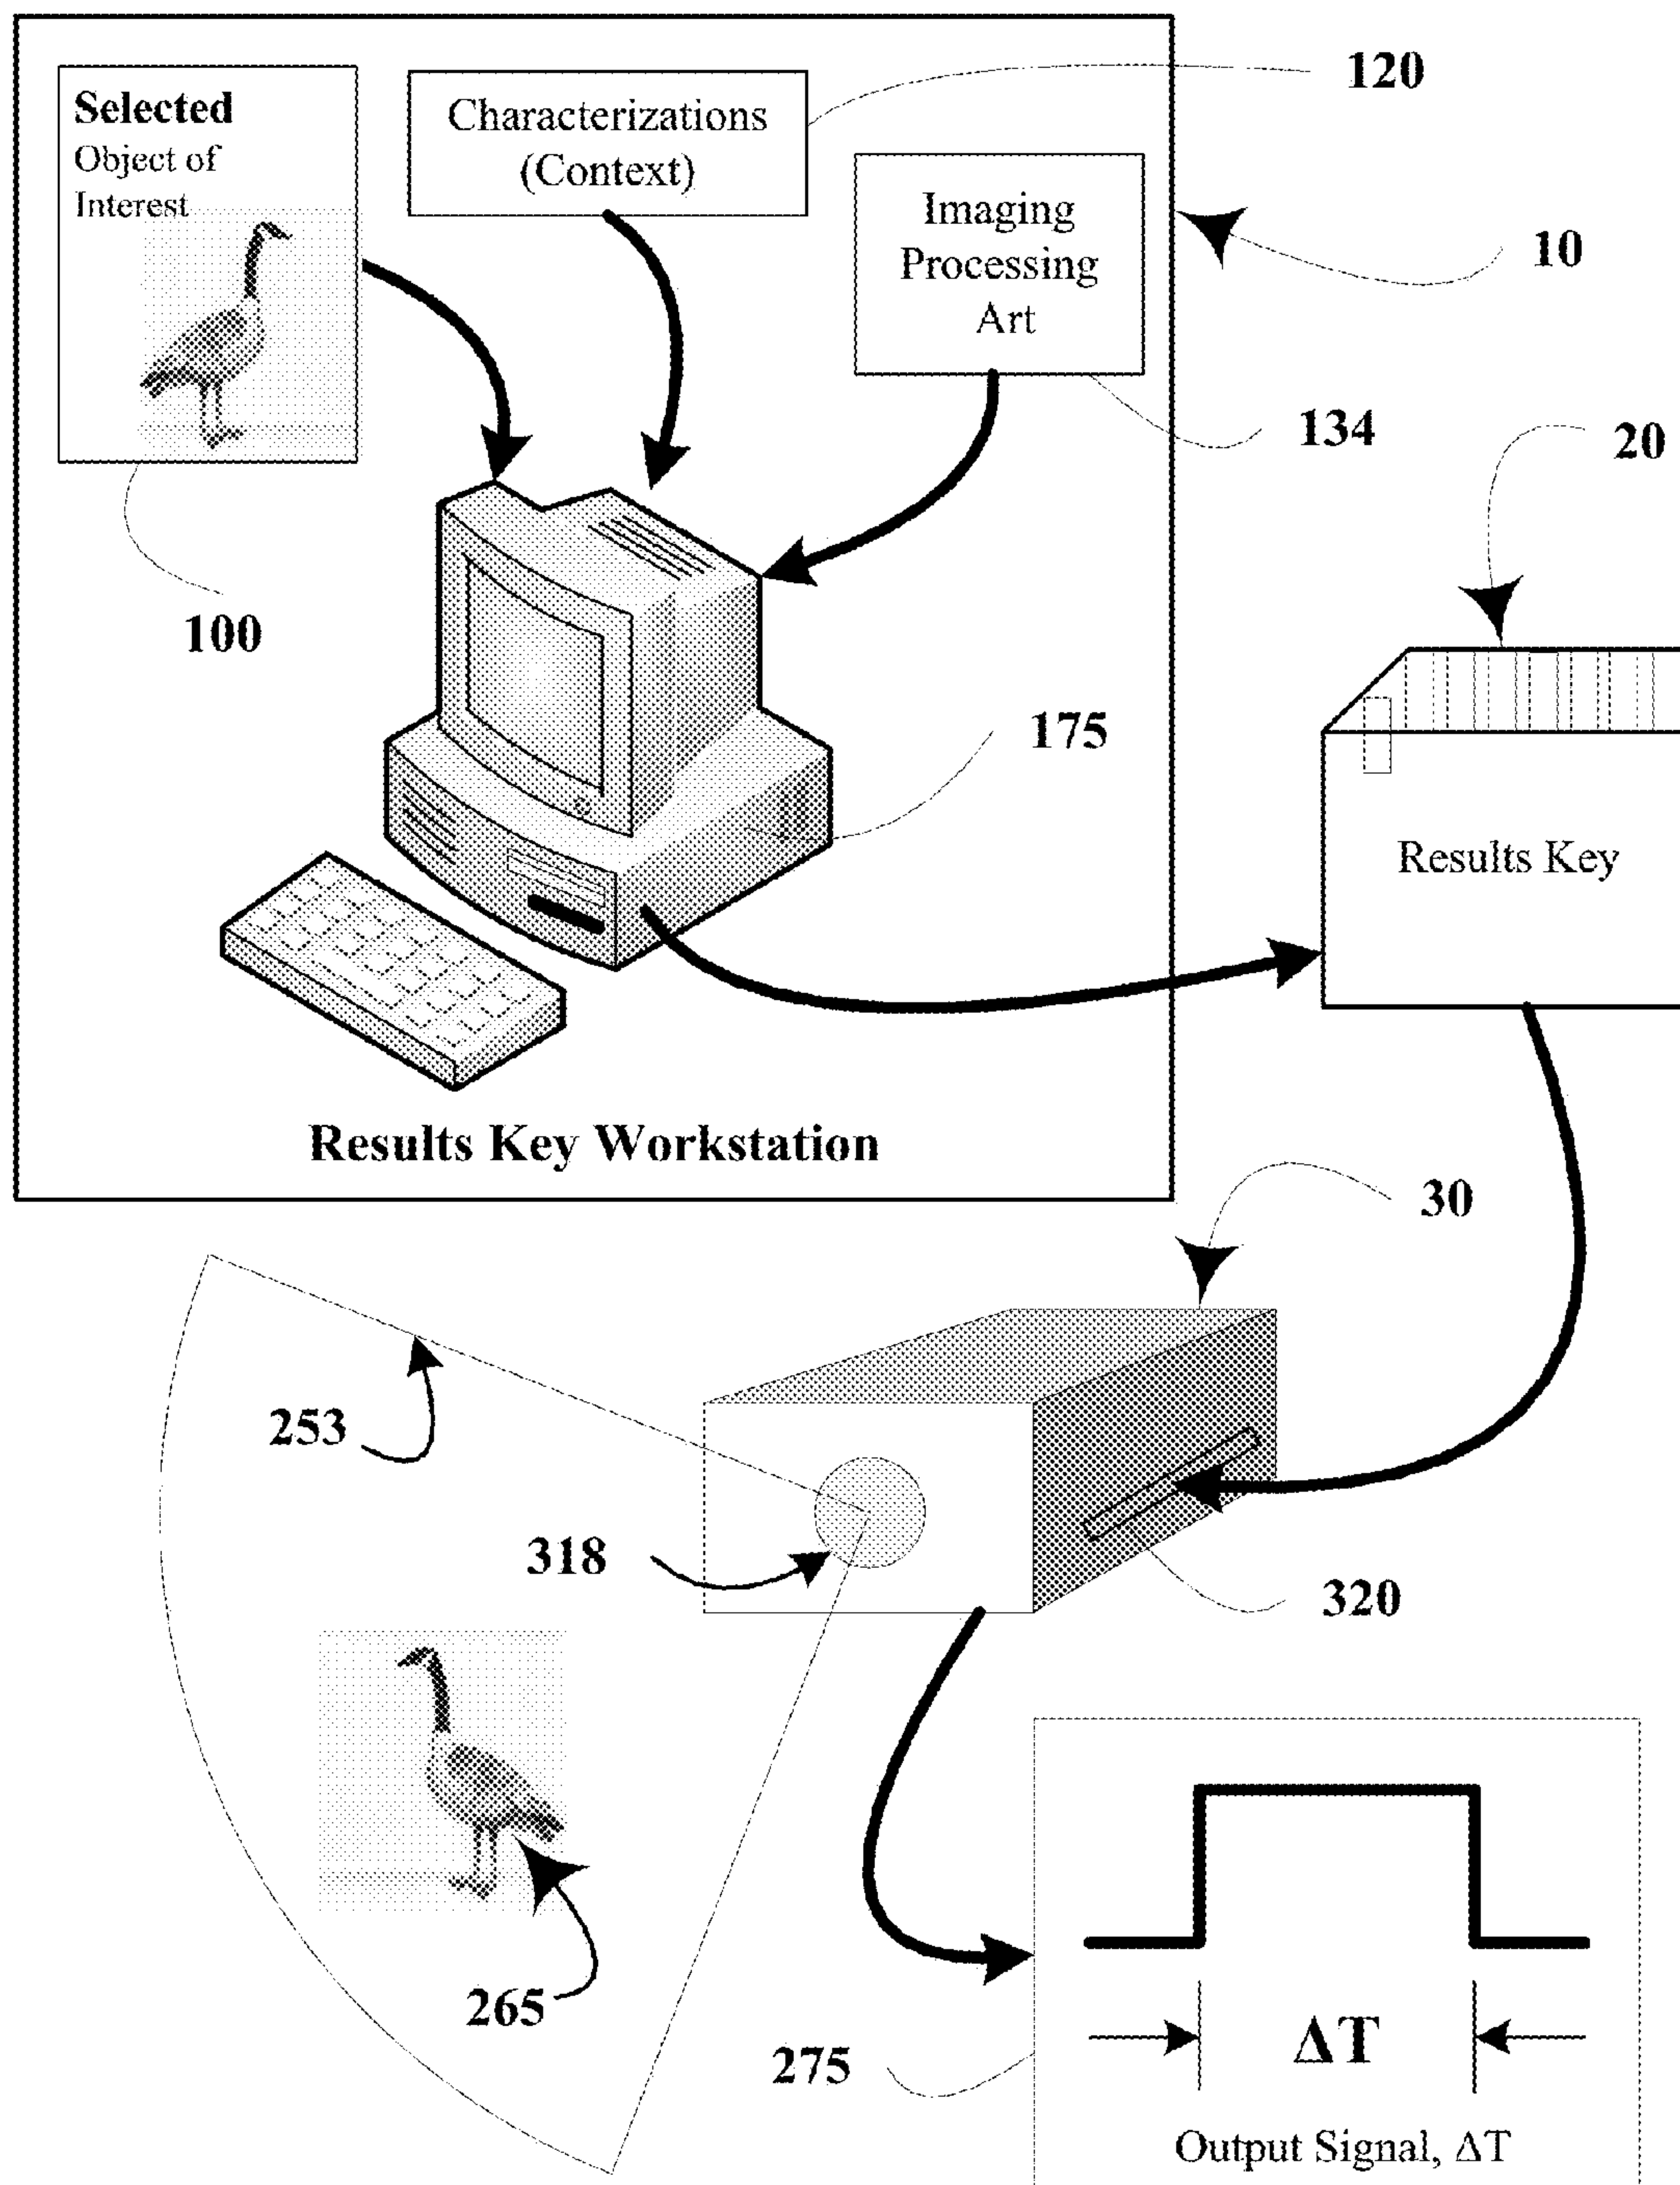 Selected
Object of
Interest
Characterizations
(Context)
Imaging
Processing
Art
120
10
134
20
100
175
Results Key
Results Key Workstation
30
253
318
320
265
275
ΔT
Output Signal, ΔT